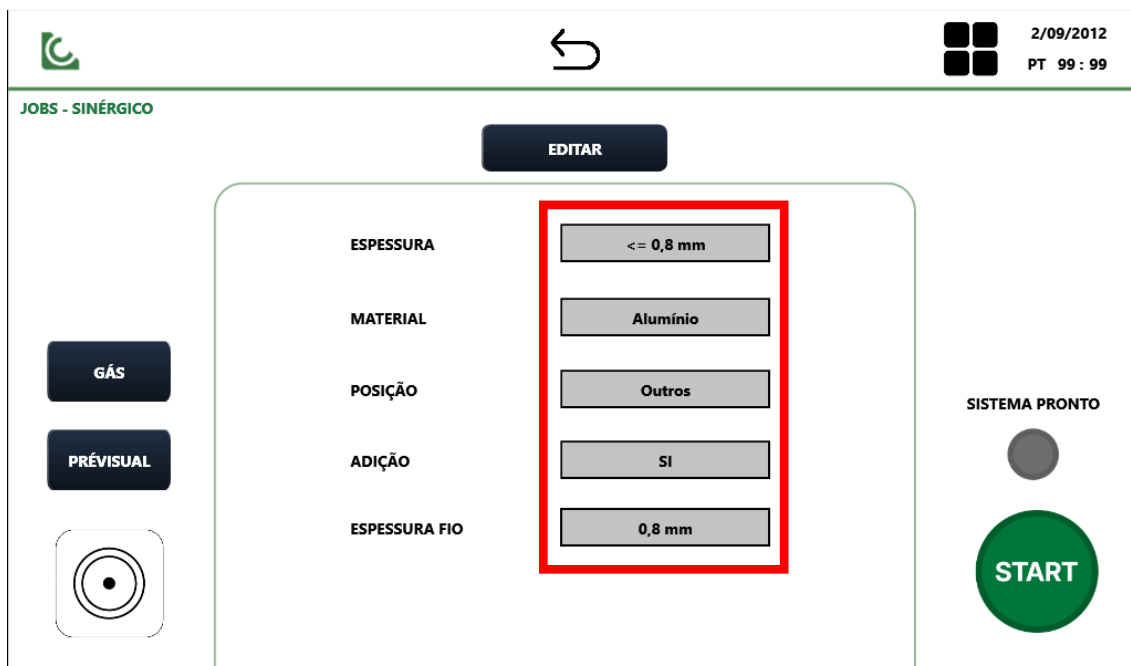 2/09/2012
PT 99 : 99
JOBS - SINÉRGICO
EDITAR
ESPESSURA <= 0,8 mm
MATERIAL Alumínio
GÁS
POSIÇÃO Outros
SISTEMA PRONTO
PRÉVISUAL
ADIÇÃO SI
ESPESSURA FIO 0,8 mm
START